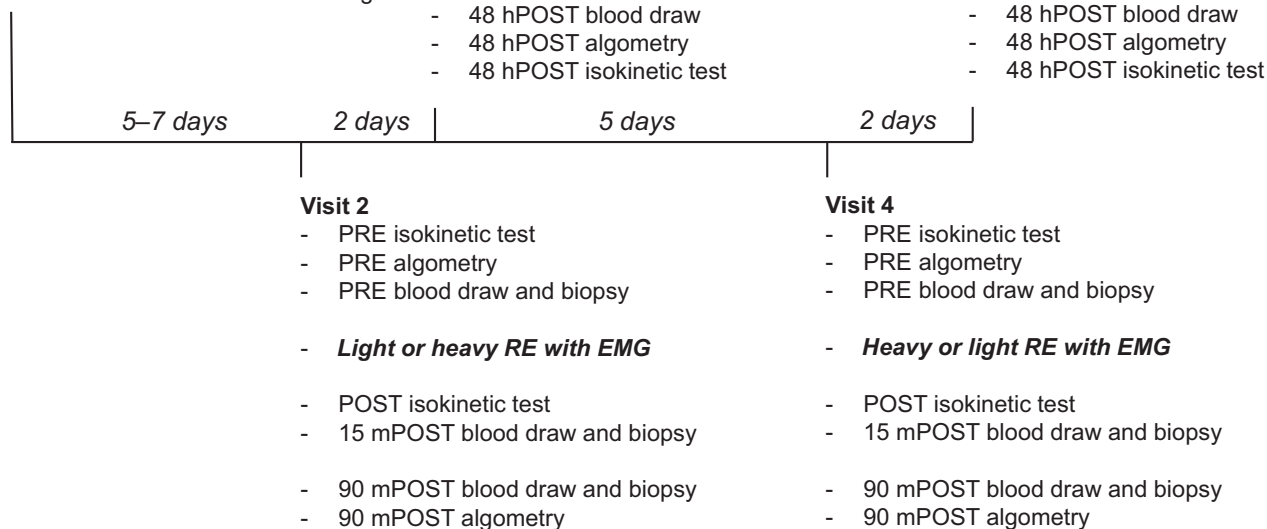 - 48 hPOST blood draw
- 48 hPOST algometry
- 48 hPOST isokinetic test
- 48 hPOST blood draw
- 48 hPOST algometry
- 48 hPOST isokinetic test
5–7 days
2 days
5 days
2 days
Visit 2
- PRE isokinetic test
- PRE algometry
- PRE blood draw and biopsy
- Light or heavy RE with EMG
- POST isokinetic test
- 15 mPOST blood draw and biopsy
- 90 mPOST blood draw and biopsy
- 90 mPOST algometry
Visit 4
- PRE isokinetic test
- PRE algometry
- PRE blood draw and biopsy
- Heavy or light RE with EMG
- POST isokinetic test
- 15 mPOST blood draw and biopsy
- 90 mPOST blood draw and biopsy
- 90 mPOST algometry